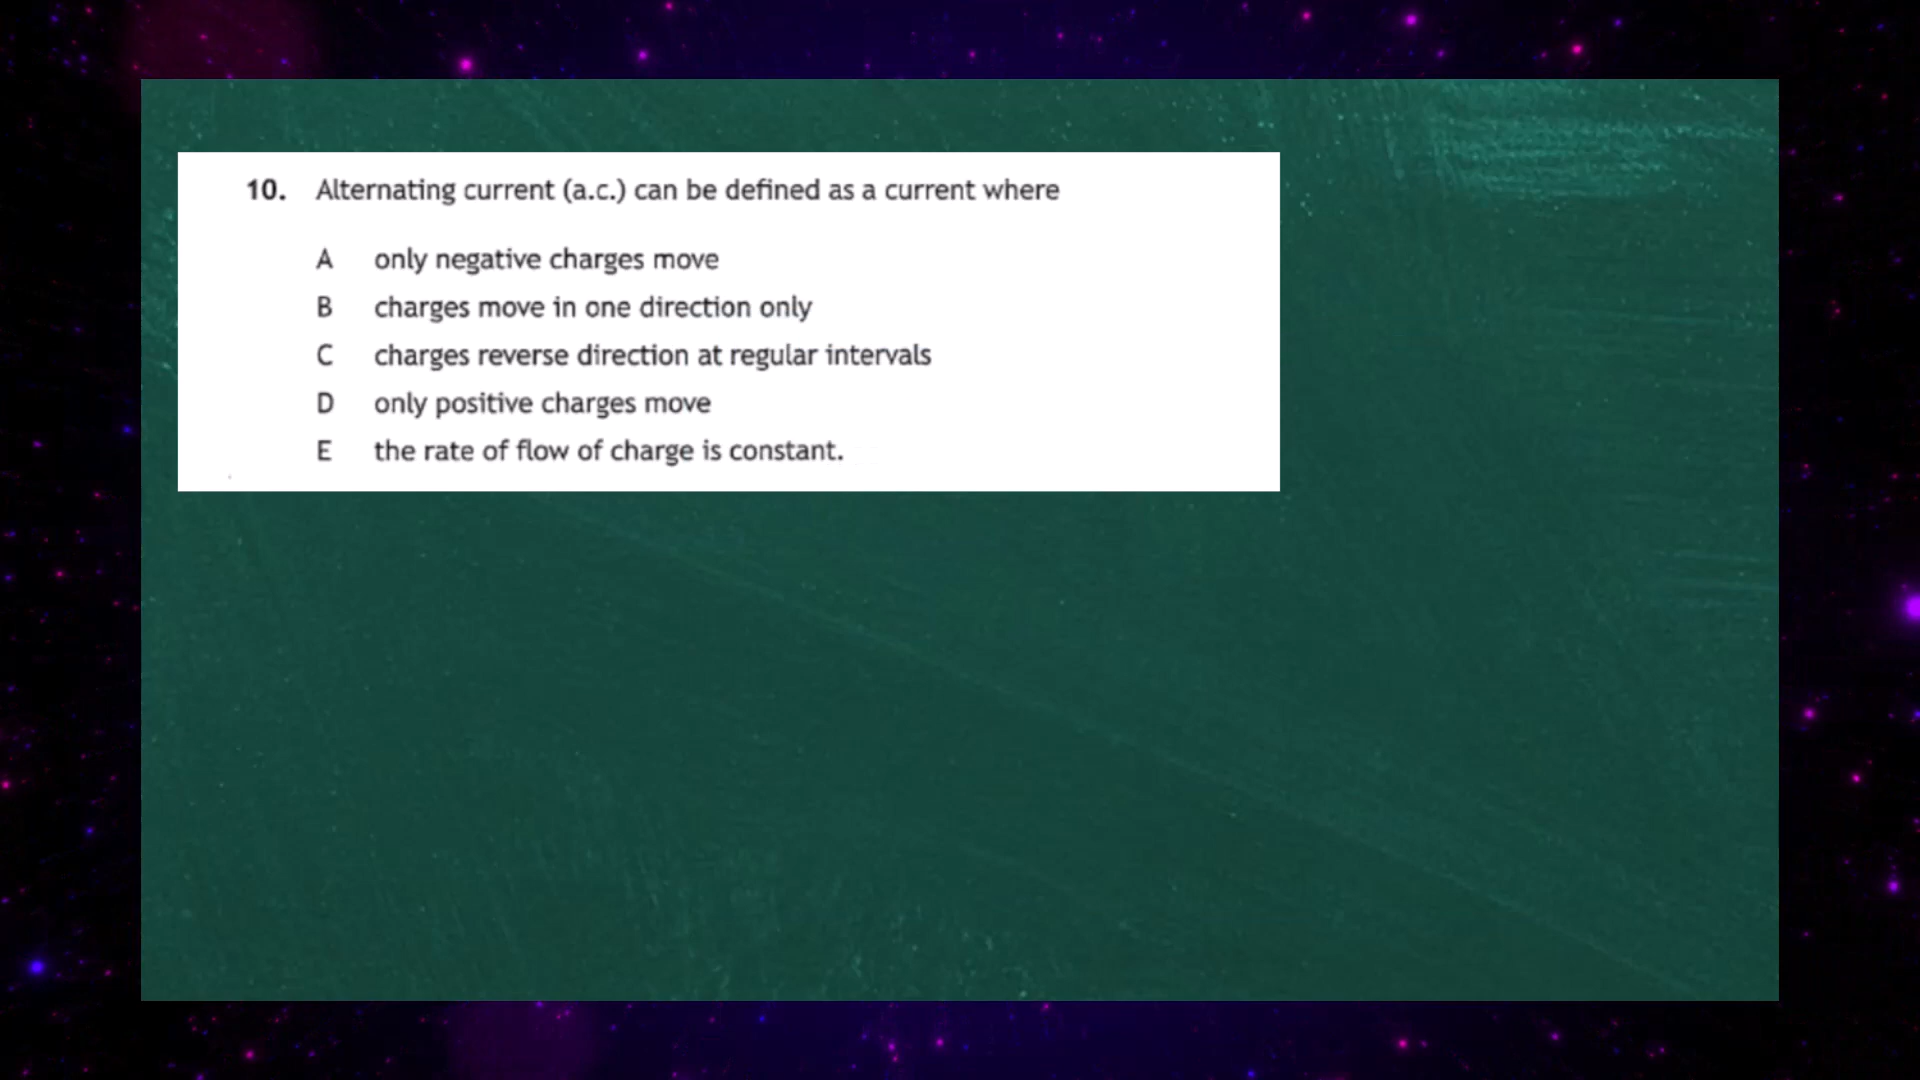 10. Alternating current (a.c.) can be defined as a current where
A only negative charges move
B charges move in one direction only
C charges reverse direction at regular intervals
D only positive charges move
E the rate of flow of charge is constant.